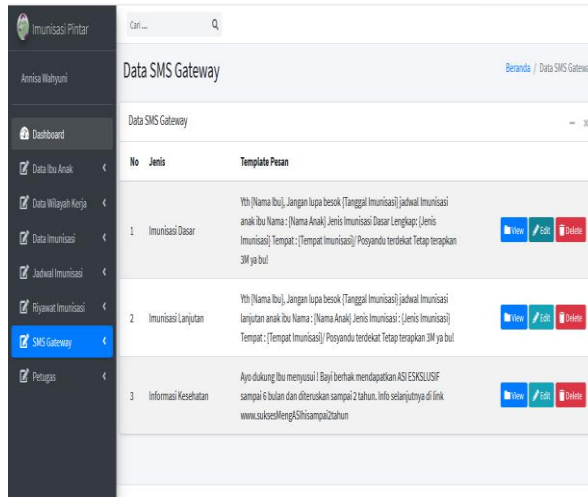 Imunisasi Pintar
Cari ....
Annisa Wahyuni
Data SMS Gateway
Beranda / Data SMS Gatewa
Dashboard
Data Ibu Anak
Data Wilayah Kerja
Data Imunisasi
Jadwal Imunisasi
Riyawat Imunisasi
SMS Gateway
Petugas
Data SMS Gateway
No Jenis Template Pesan
1 Imunisasi Dasar
Yth [Nama Ibu], Jangan lupa besok [Tanggal Imunisasi] jadwal Imunisasi
anak ibu Nama : [Nama Anak] Jenis Imunisasi Dasar Lengkap: [Jenis
Imunisasi] Tempat : [Tempat Imunisasi]/ Posyandu terdekat Tetap terapkan
3M ya bu!
View Edit Delete
2 Imunisasi Lanjutan
Yth [Nama Ibu], Jangan lupa besok [Tanggal Imunisasi] jadwal Imunisasi
lanjutan anak ibu Nama : [Nama Anak] Jenis Imunisasi : [Jenis Imunisasi]
Tempat : [Tempat Imunisasi]/ Posyandu terdekat Tetap terapkan 3M ya bu!
View Edit Delete
3 Informasi Kesehatan
Ayo dukung Ibu menyusui ! Bayi berhak mendapatkan ASI ESKSLUSIF
sampai 6 bulan dan diteruskan sampai 2 tahun. Info selanjutnya di link
www.suksesMengASIhisampai2tahun
View Edit Delete